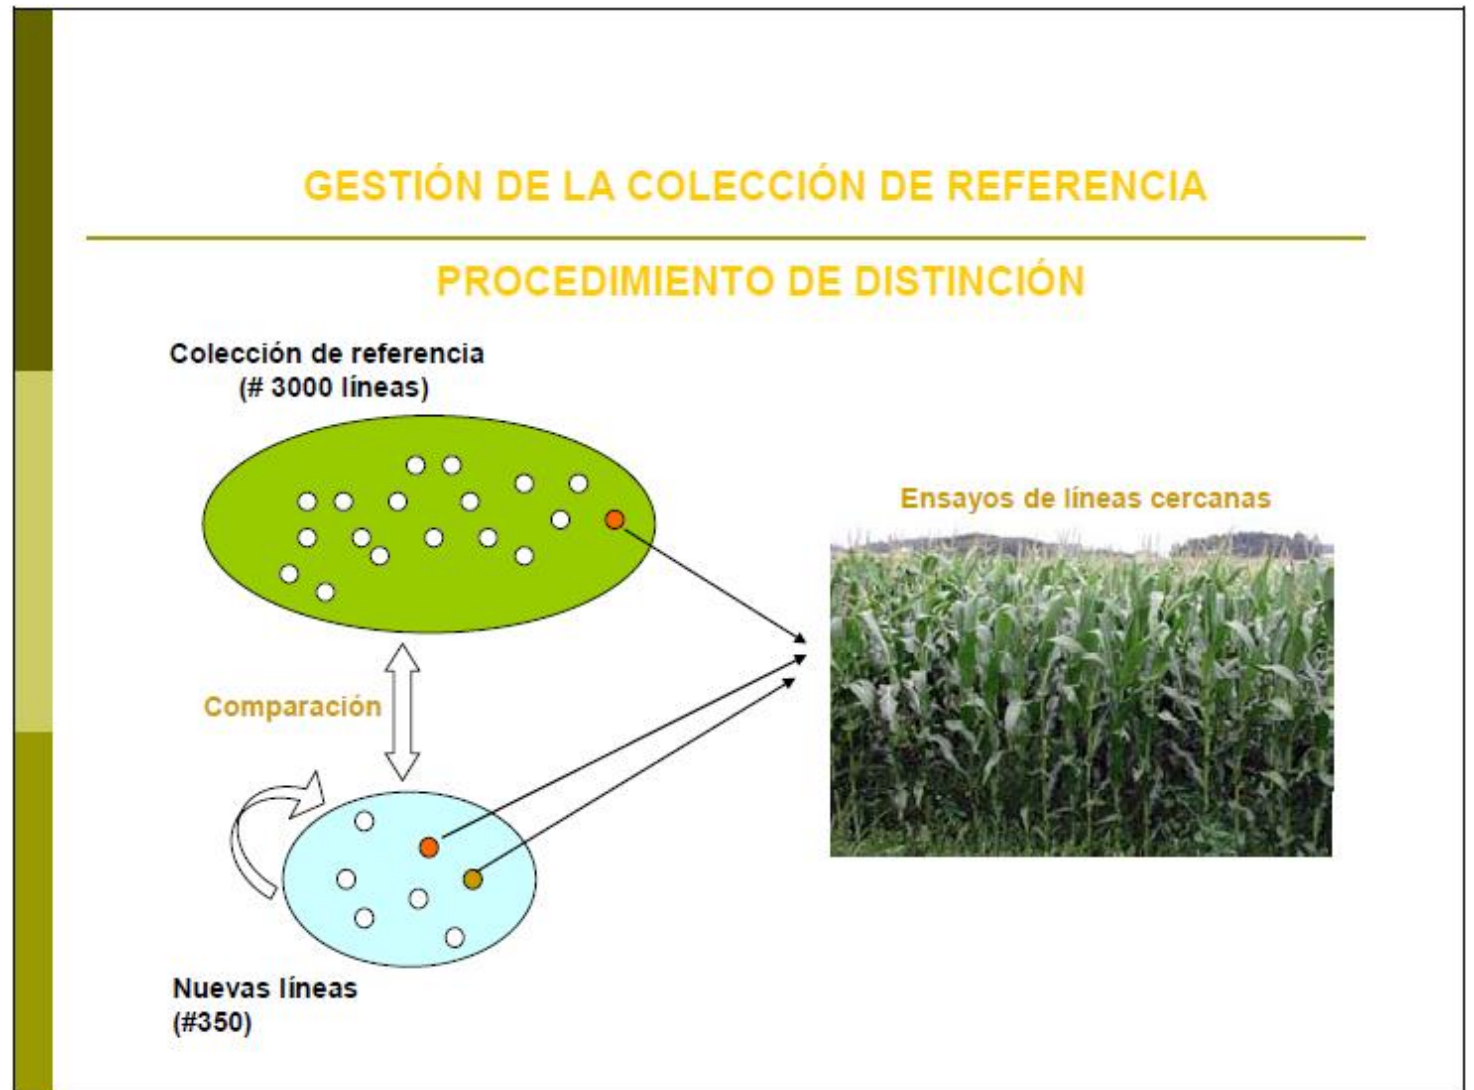 GESTIÓN DE LA COLECCIÓN DE REFERENCIA
PROCEDIMIENTO DE DISTINCIÓN
Colección de referencia
(# 3000 líneas)
Ensayos de líneas cercanas
Comparación
Nuevas líneas
(#350)